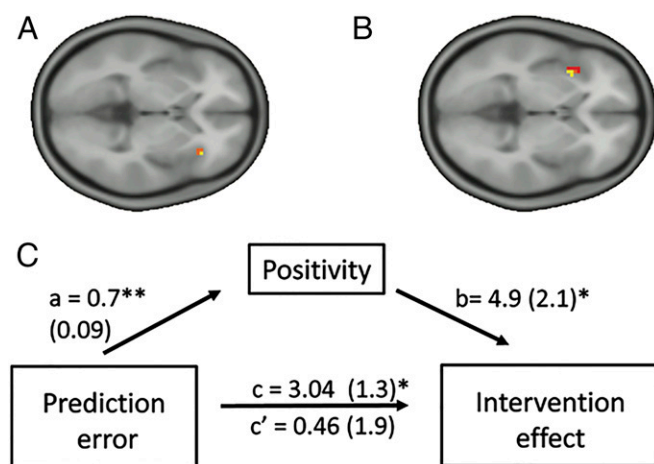 A
B
C
Positivity
a = 0.7**
(0.09)
b= 4.9 (2.1)*
Prediction
error
c = 3.04 (1.3)*
c’ = 0.46 (1.9)
Intervention
effect